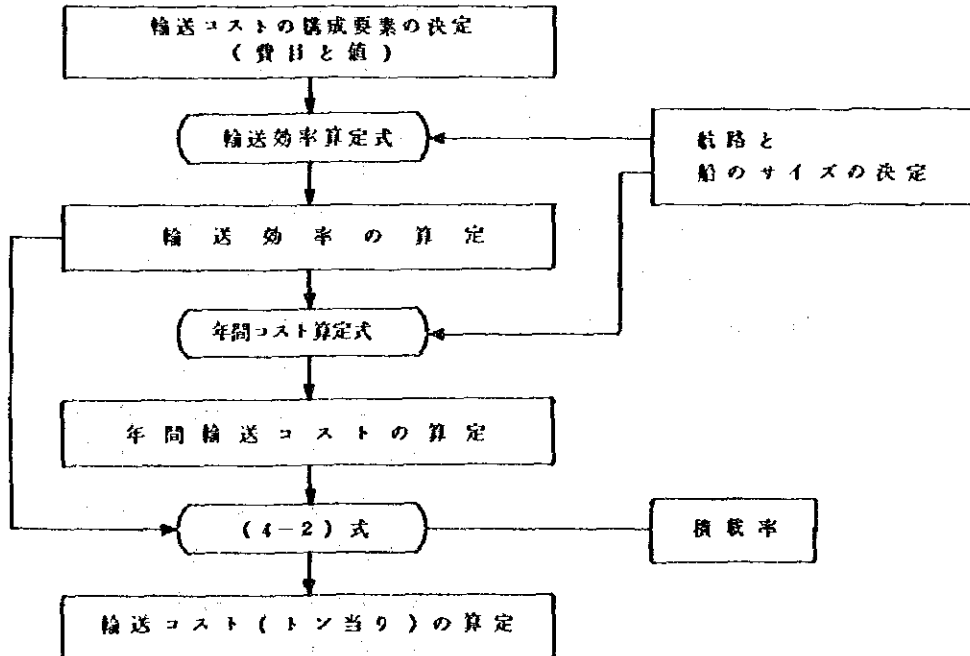 輸送コストの構成要素の決定
(費目と値)
輸送効率算定式
航路と
船のサイズの決定
輸送効率の算定
年間コスト算定式
年間輸送コストの算定
(4-2)式
積載率
輸送コスト(トン当り)の算定